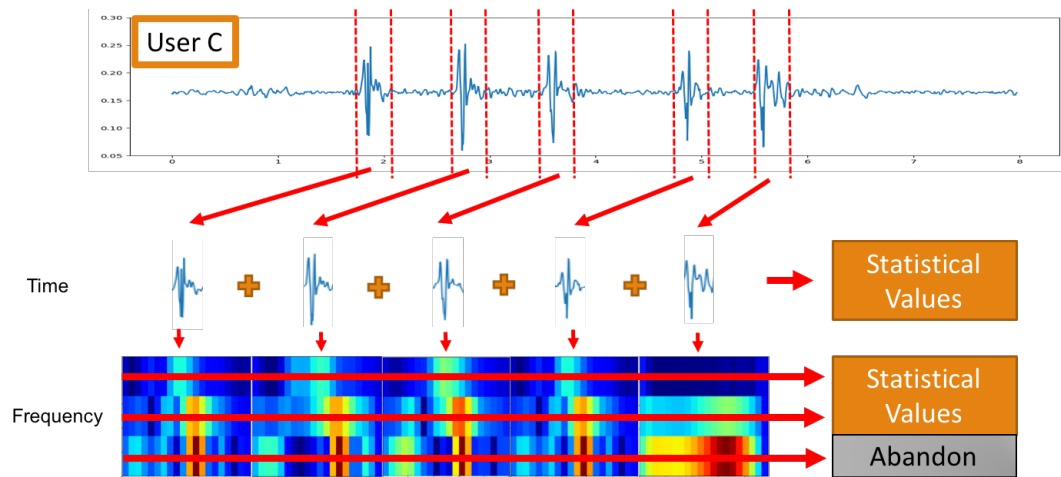 0.30
User C
0.25
0.20
0.15
0.10
0.05
0 1 2 3 4 5 6 7 8
Time
Statistical
Values
Frequency
Statistical
Values
Abandon